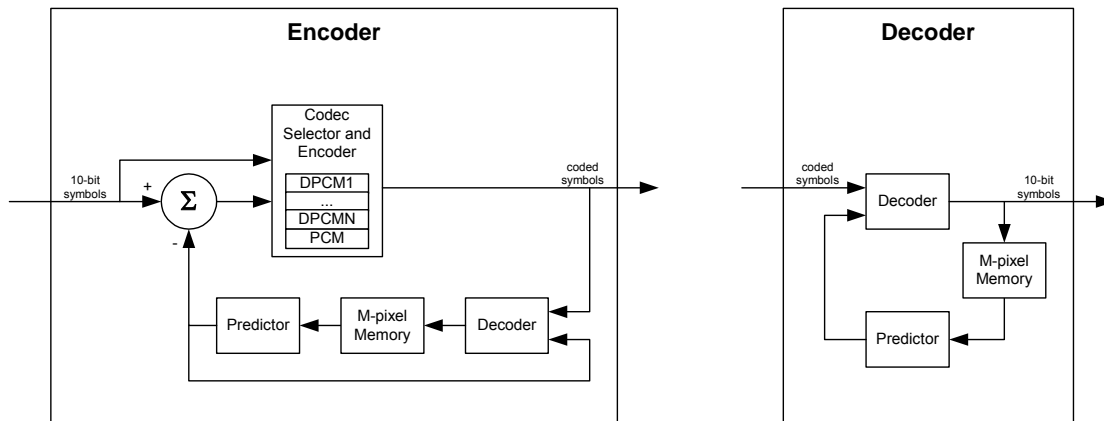 Encoder
Codec
Selector and
Encoder
DPCM1
...
DPCMN
PCM
10-bit
symbols
+
Σ
-
coded
symbols
Predictor
M-pixel
Memory
Decoder
Decoder
coded
symbols
Decoder
10-bit
symbols
M-pixel
Memory
Predictor